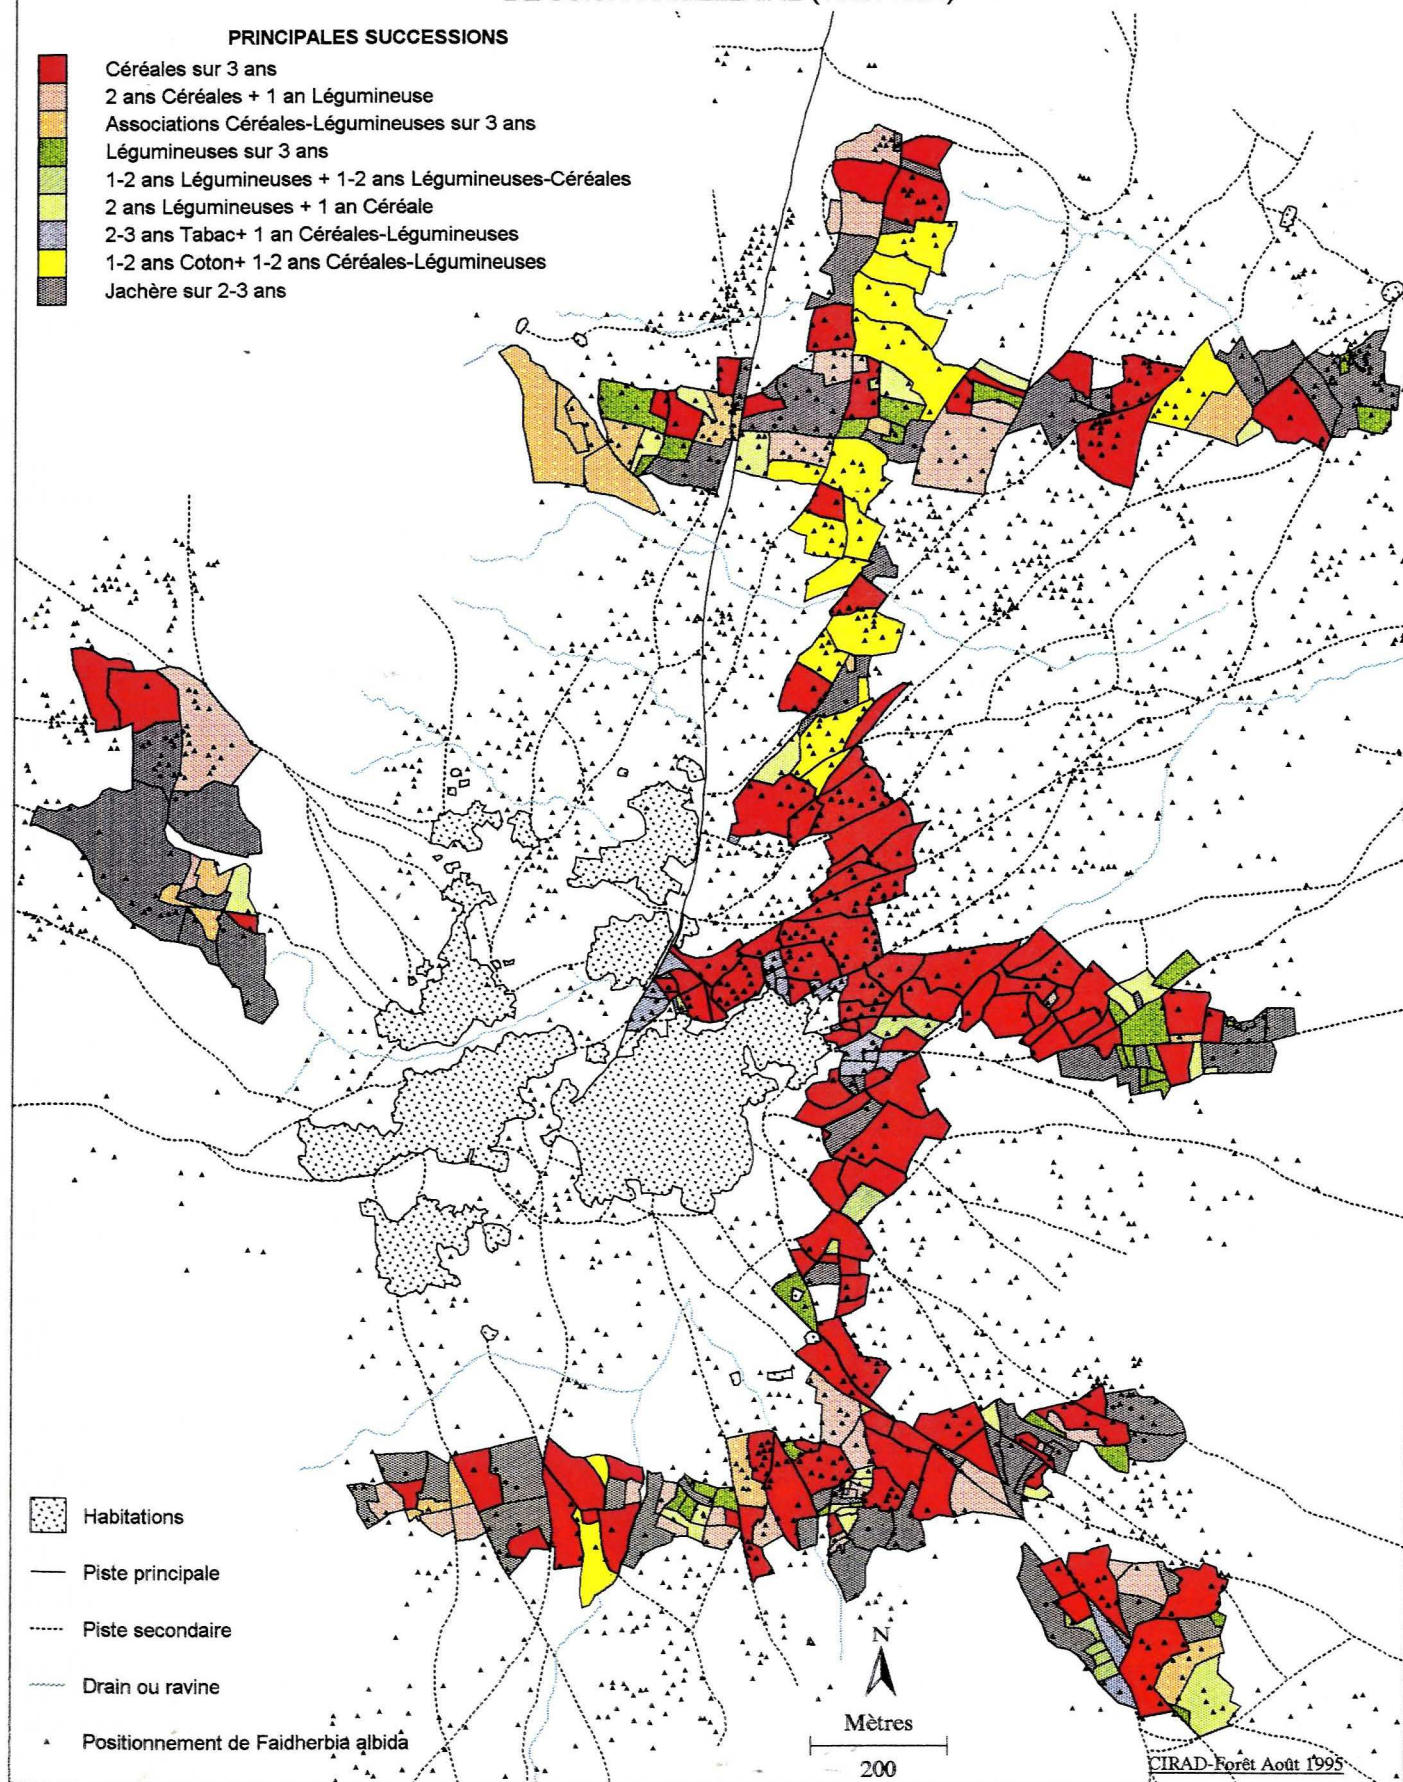 PRINCIPALES SUCCESSIONS
Céréales sur 3 ans
2 ans Céréales + 1 an Légumineuse
Associations Céréales-Légumineuses sur 3 ans
Légumineuses sur 3 ans
1-2 ans Légumineuses + 1-2 ans Légumineuses-Céréales
2 ans Légumineuses + 1 an Céréale
2-3 ans Tabac+ 1 an Céréales-Légumineuses
1-2 ans Coton+ 1-2 ans Céréales-Légumineuses
Jachère sur 2-3 ans
Habitations
Piste principale
Piste secondaire
Drain ou ravine
Positionnement de Faidherbia albida
N
Mètres
200
CIRAD-Forêt Août 1995